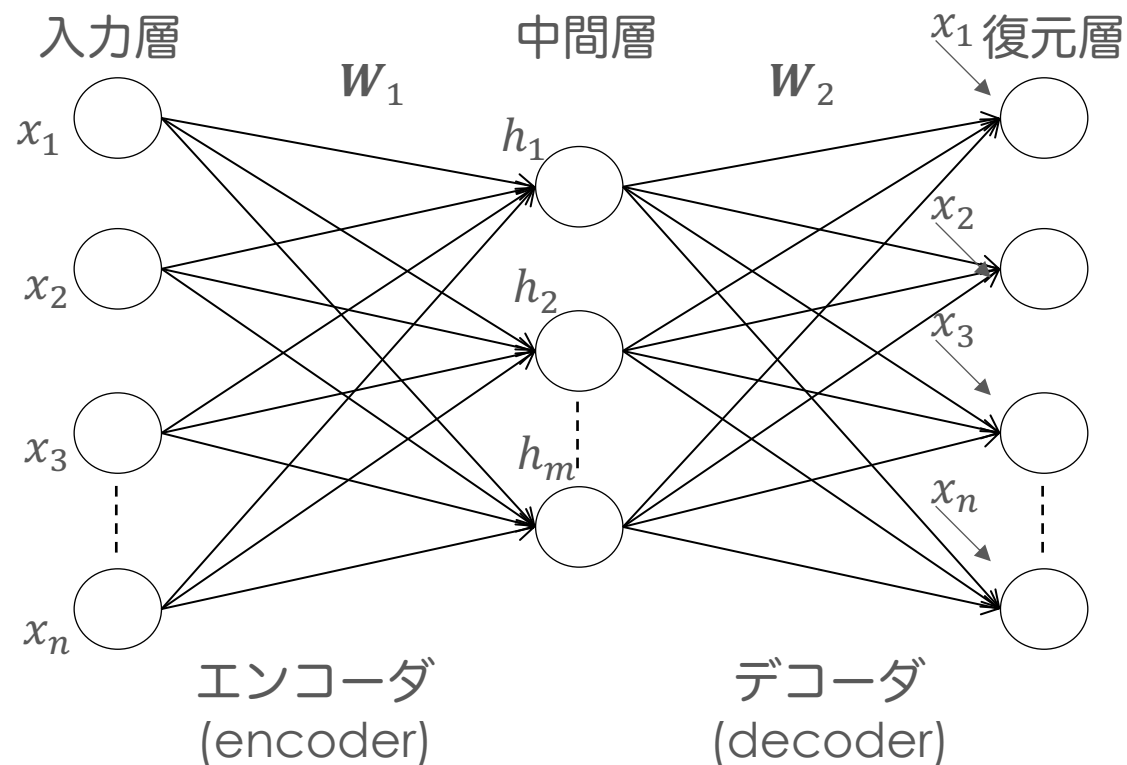 入力層
中間層
復元層
W₁
W₂
x₁
x₂
x₃
xₙ
h₁
h₂
hₘ
x₁
x₂
x₃
xₙ
エンコーダ
(encoder)
デコーダ
(decoder)